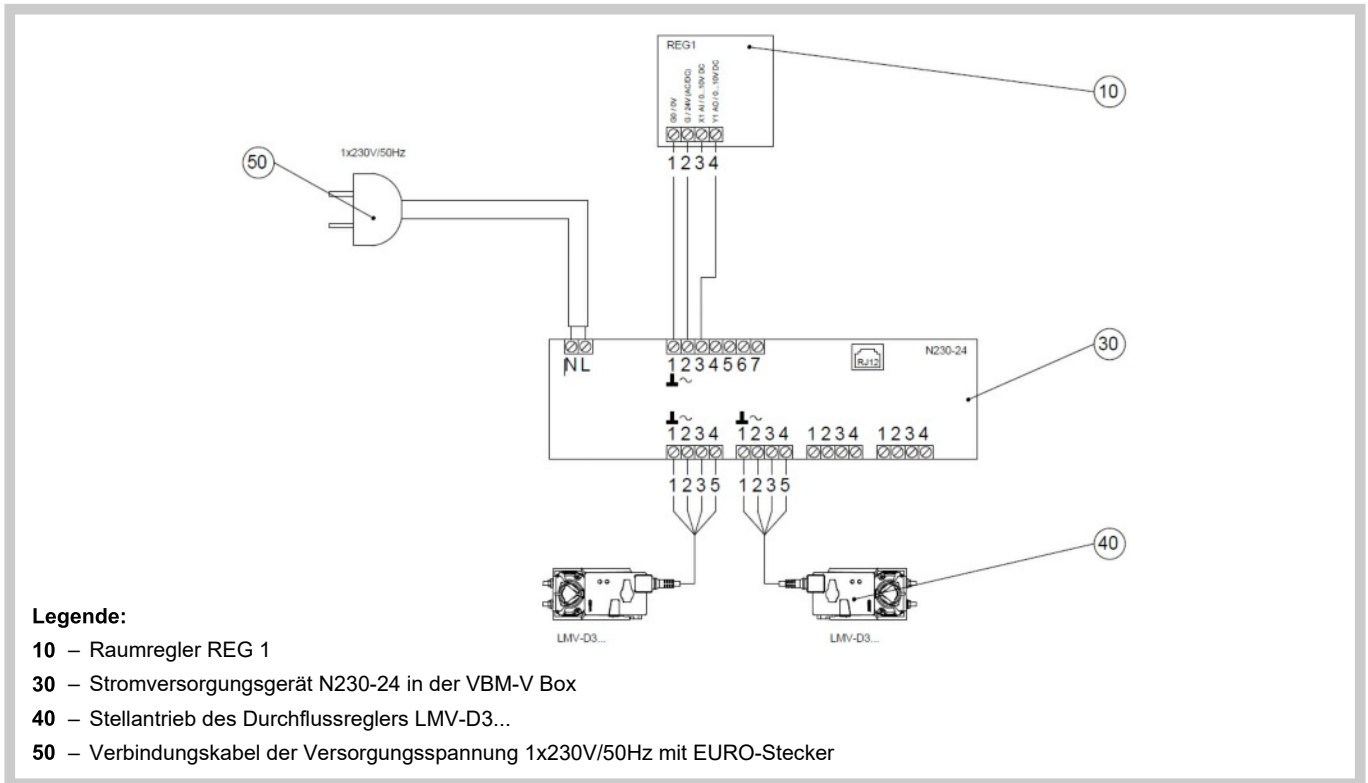 REG1
G0 / 0V
G / 24V (AC/DC)
X1 AI / 0...10V DC
Y1 AO / 0...10V DC
1 2 3 4
10
50
1x230V/50Hz
N L
1 2 3 4 5 6 7
RJ12
N230-24
30
1 2 3 4
1 2 3 4
1 2 3 4
1 2 3 4
1 2 3 5
1 2 3 5
40
LMV-D3...
LMV-D3...
Legende:
10 – Raumregler REG 1
30 – Stromversorgungsgerät N230-24 in der VBM-V Box
40 – Stellantrieb des Durchflussreglers LMV-D3...
50 – Verbindungskabel der Versorgungsspannung 1x230V/50Hz mit EURO-Stecker